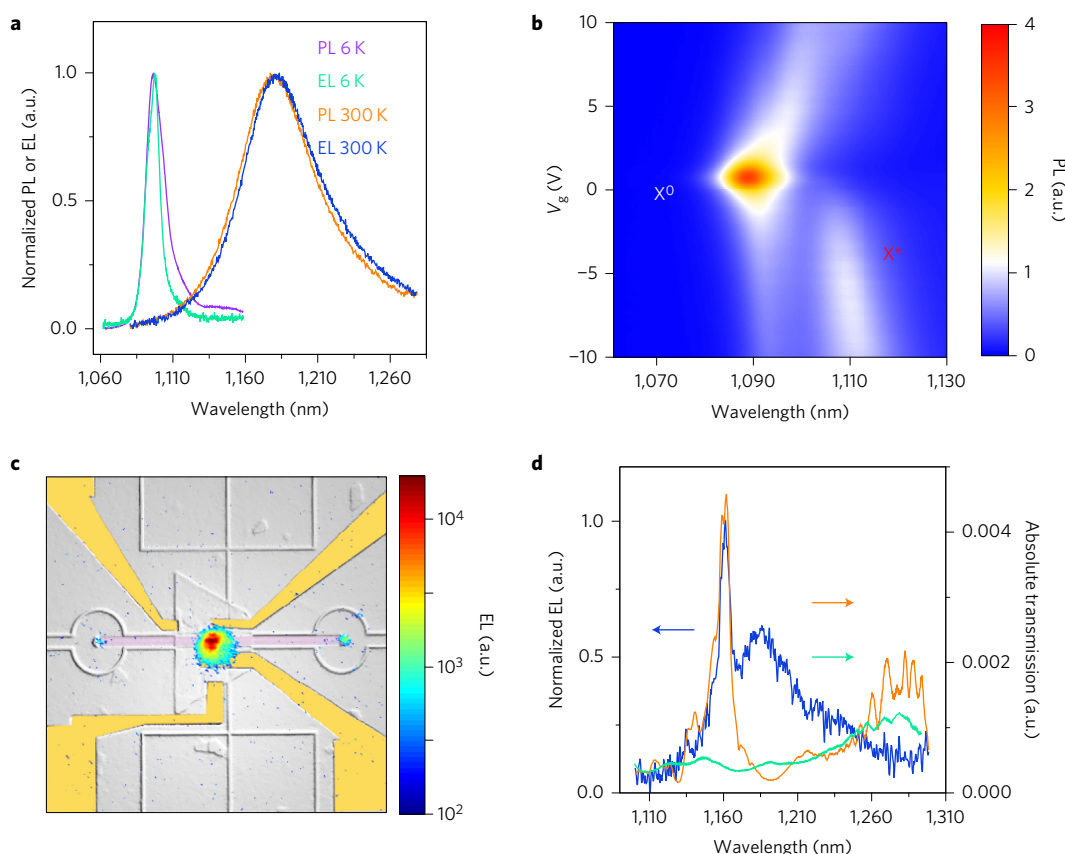 a
PL 6 K
EL 6 K
PL 300 K
EL 300 K
1.0
0.5
0.0
Normalized PL or EL (a.u.)
1,060 1,110 1,160 1,210 1,260
Wavelength (nm)
b
10
5
0
−5
−10
V_g (V)
X⁰
X⁺
1,070 1,090 1,110 1,130
Wavelength (nm)
4
3
2
1
0
PL (a.u.)
c
10⁴
10³
10²
EL (a.u.)
d
1.0
0.5
0.0
Normalized EL (a.u.)
0.004
0.002
0.000
Absolute transmission (a.u.)
1,110 1,160 1,210 1,260 1,310
Wavelength (nm)